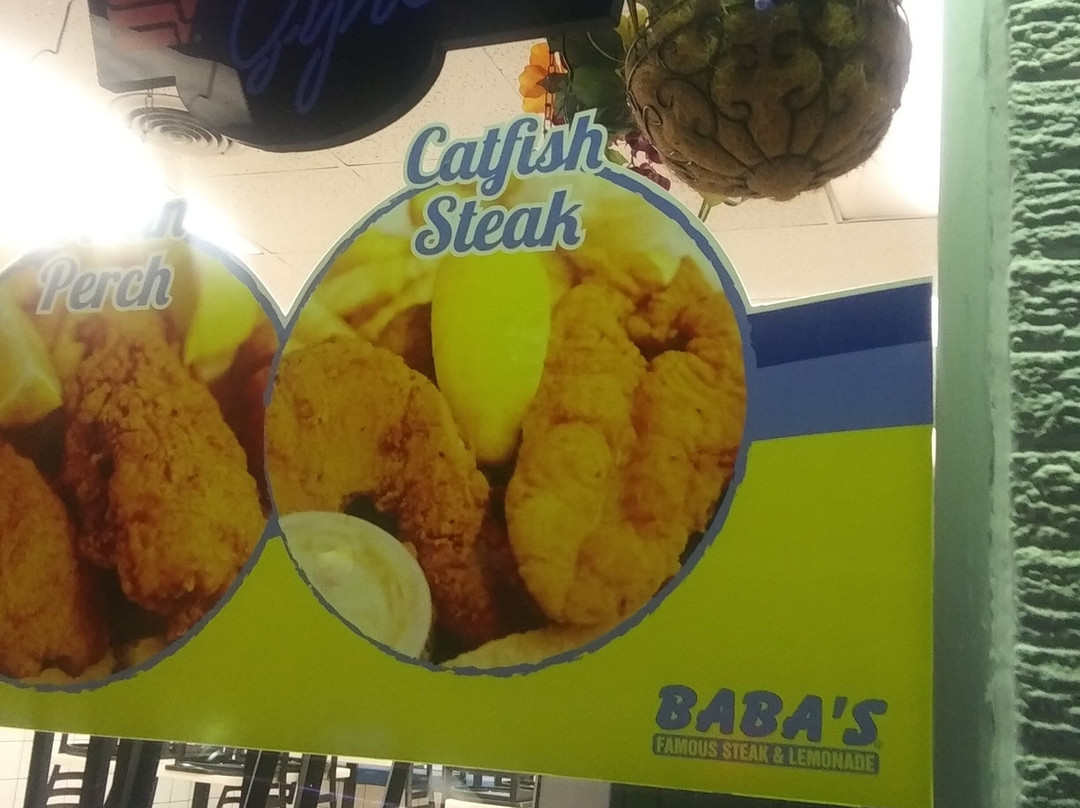 Catfish
Steak
Perch
BABA'S
FAMOUS STEAK & LEMONADE